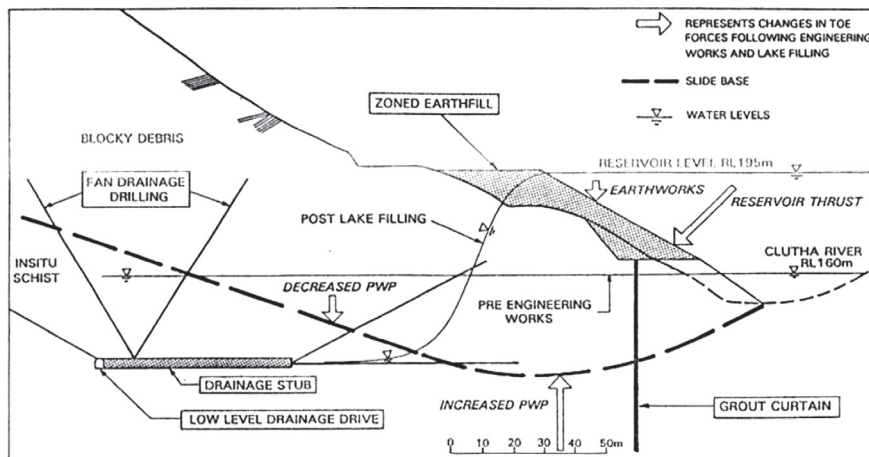 REPRESENTS CHANGES IN TOE
FORCES FOLLOWING ENGINEERING
WORKS AND LAKE FILLING
SLIDE BASE
WATER LEVELS
ZONED EARTHFILL
BLOCKY DEBRIS
RESERVOIR LEVEL RL195m
EARTHWORKS
RESERVOIR THRUST
FAN DRAINAGE
DRILLING
POST LAKE FILLING
CLUTHA RIVER
RL160m
INSITU
SCHIST
DECREASED PWP
PRE ENGINEERING
WORKS
DRAINAGE STUB
LOW LEVEL DRAINAGE DRIVE
INCREASED PWP
GROUT CURTAIN
0 10 20 30 40 50m